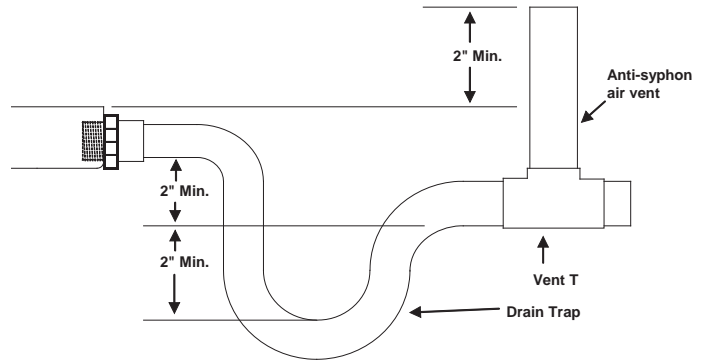 2" Min.
Anti-syphon
air vent
2" Min.
2" Min.
Vent T
Drain Trap